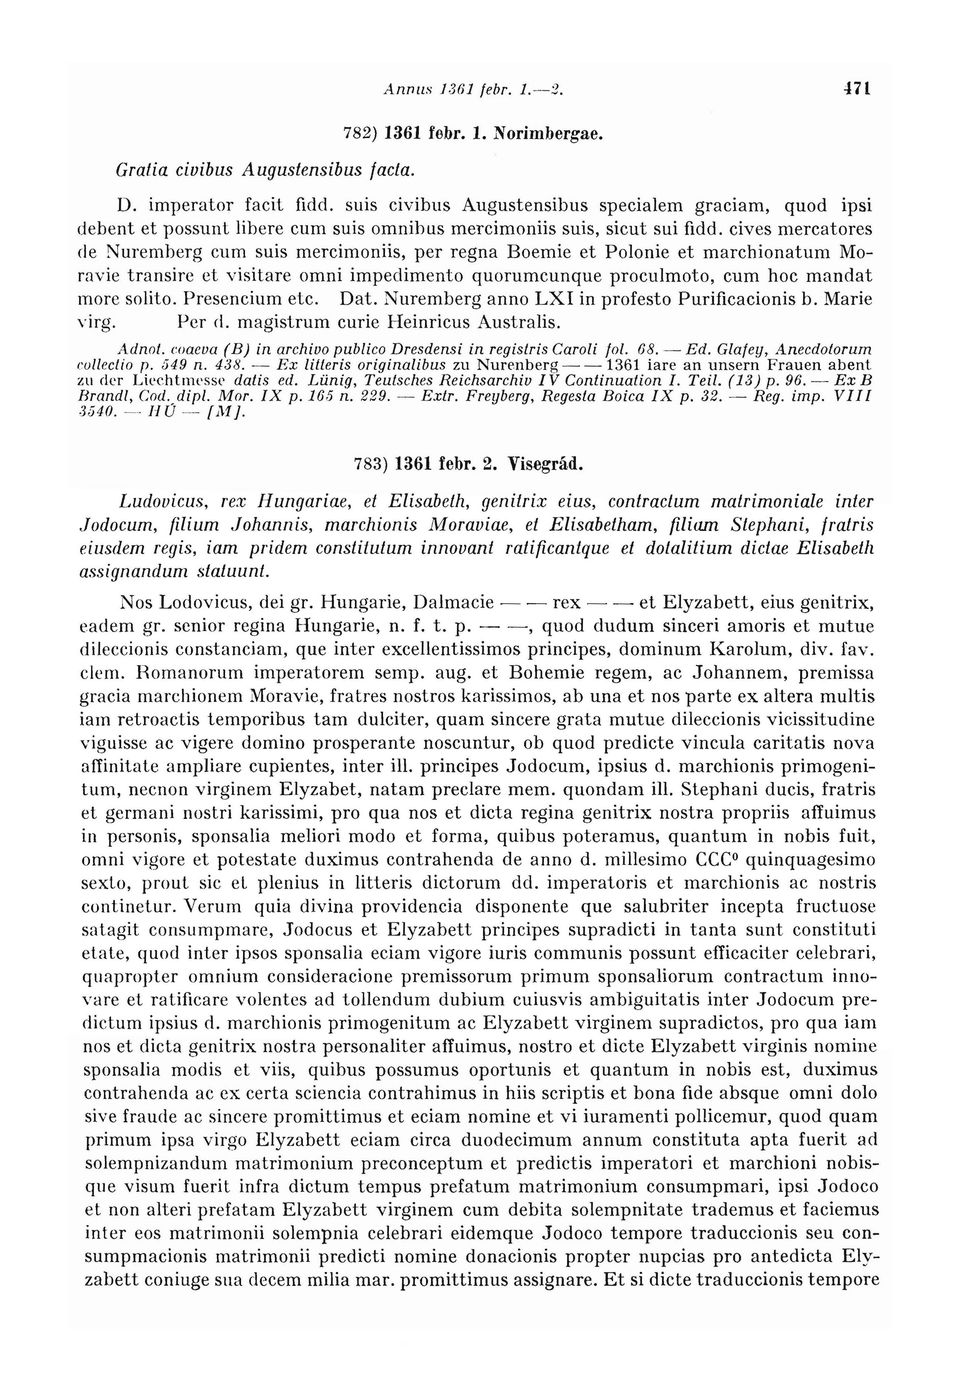 Annus 1361 febr. 1.—2. 471
782) 1361 febr. 1. Norimbergae.
Gratia civibus Augustensibus facta.
D. imperator facit fidd. suis civibus Augustensibus specialem graciam, quod ipsi
debent et possunt libere cum suis omnibus mercimoniis suis, sicut sui fidd. cives mercatores
de Nuremberg cum suis mercimoniis, per regna Boemie et Polonie et marchionatum Mo-
ravie transire et visitare omni impedimento quorumcunque proculmoto, cum hoc mandat
more solito. Presencium etc. Dat. Nuremberg anno LXI in profesto Purificacionis b. Marie
virg. Per d. magistrum curie Heinricus Australis.
Adnot. coaeva (B) in archivo publico Dresdensi in registris Caroli fol. 68. — Ed. Glafey, Anecdotorum
collectio p. 549 n. 438. — Ex litteris originalibus zu Nurenberg — — 1361 iare an unsern Frauen abent
zu der Liechtmesse datis ed. Lünig, Teutsches Reichsarchiv IV Continuation I. Teil. (13) p. 96. — Ex B
Brandl, Cod. dipl. Mor. IX p. 165 n. 229. — Extr. Freyberg, Regesta Boica IX p. 32. — Reg. imp. VIII
3540. — HÚ — [M].
783) 1361 febr. 2. Visegrád.
Ludovicus, rex Hungariae, et Elisabeth, genitrix eius, contractum matrimoniale inter
Jodocum, filium Johannis, marchionis Moraviae, et Elisabetham, filiam Stephani, fratris
eiusdem regis, iam pridem constitutum innovant ratificantque et dotalitium dictae Elisabeth
assignandum statuunt.
Nos Lodovicus, dei gr. Hungarie, Dalmacie — — rex — — et Elyzabett, eius genitrix,
eadem gr. senior regina Hungarie, n. f. t. p. — —, quod dudum sinceri amoris et mutue
dileccionis constanciam, que inter excellentissimos principes, dominum Karolum, div. fav.
clem. Romanorum imperatorem semp. aug. et Bohemie regem, ac Johannem, premissa
gracia marchionem Moravie, fratres nostros karissimos, ab una et nos parte ex altera multis
iam retroactis temporibus tam dulciter, quam sincere grata mutue dileccionis vicissitudine
viguisse ac vigere domino prosperante noscuntur, ob quod predicte vincula caritatis nova
affinitate ampliare cupientes, inter ill. principes Jodocum, ipsius d. marchionis primogeni-
tum, necnon virginem Elyzabet, natam preclare mem. quondam ill. Stephani ducis, fratris
et germani nostri karissimi, pro qua nos et dicta regina genitrix nostra propriis affuimus
in personis, sponsalia meliori modo et forma, quibus poteramus, quantum in nobis fuit,
omni vigore et potestate duximus contrahenda de anno d. millesimo CCC⁰ quinquagesimo
sexto, prout sic et plenius in litteris dictorum dd. imperatoris et marchionis ac nostris
continetur. Verum quia divina providencia disponente que salubriter incepta fructuose
satagit consumpmare, Jodocus et Elyzabett principes supradicti in tanta sunt constituti
etate, quod inter ipsos sponsalia eciam vigore iuris communis possunt efficaciter celebrari,
quapropter omnium consideracione premissorum primum sponsaliorum contractum inno-
vare et ratificare volentes ad tollendum dubium cuiusvis ambiguitatis inter Jodocum pre-
dictum ipsius d. marchionis primogenitum ac Elyzabett virginem supradictos, pro qua iam
nos et dicta genitrix nostra personaliter affuimus, nostro et dicte Elyzabett virginis nomine
sponsalia modis et viis, quibus possumus oportunis et quantum in nobis est, duximus
contrahenda ac ex certa sciencia contrahimus in hiis scriptis et bona fide absque omni dolo
sive fraude ac sincere promittimus et eciam nomine et vi iuramenti pollicemur, quod quam
primum ipsa virgo Elyzabett eciam circa duodecimum annum constituta apta fuerit ad
solempnizandum matrimonium preconceptum et predictis imperatori et marchioni nobis-
que visum fuerit infra dictum tempus prefatum matrimonium consumpmari, ipsi Jodoco
et non alteri prefatam Elyzabett virginem cum debita solempnitate trademus et faciemus
inter eos matrimonii solempnia celebrari eidemque Jodoco tempore traduccionis seu con-
sumpmacionis matrimonii predicti nomine donacionis propter nupcias pro antedicta Ely-
zabett coniuge sua decem milia mar. promittimus assignare. Et si dicte traduccionis tempore